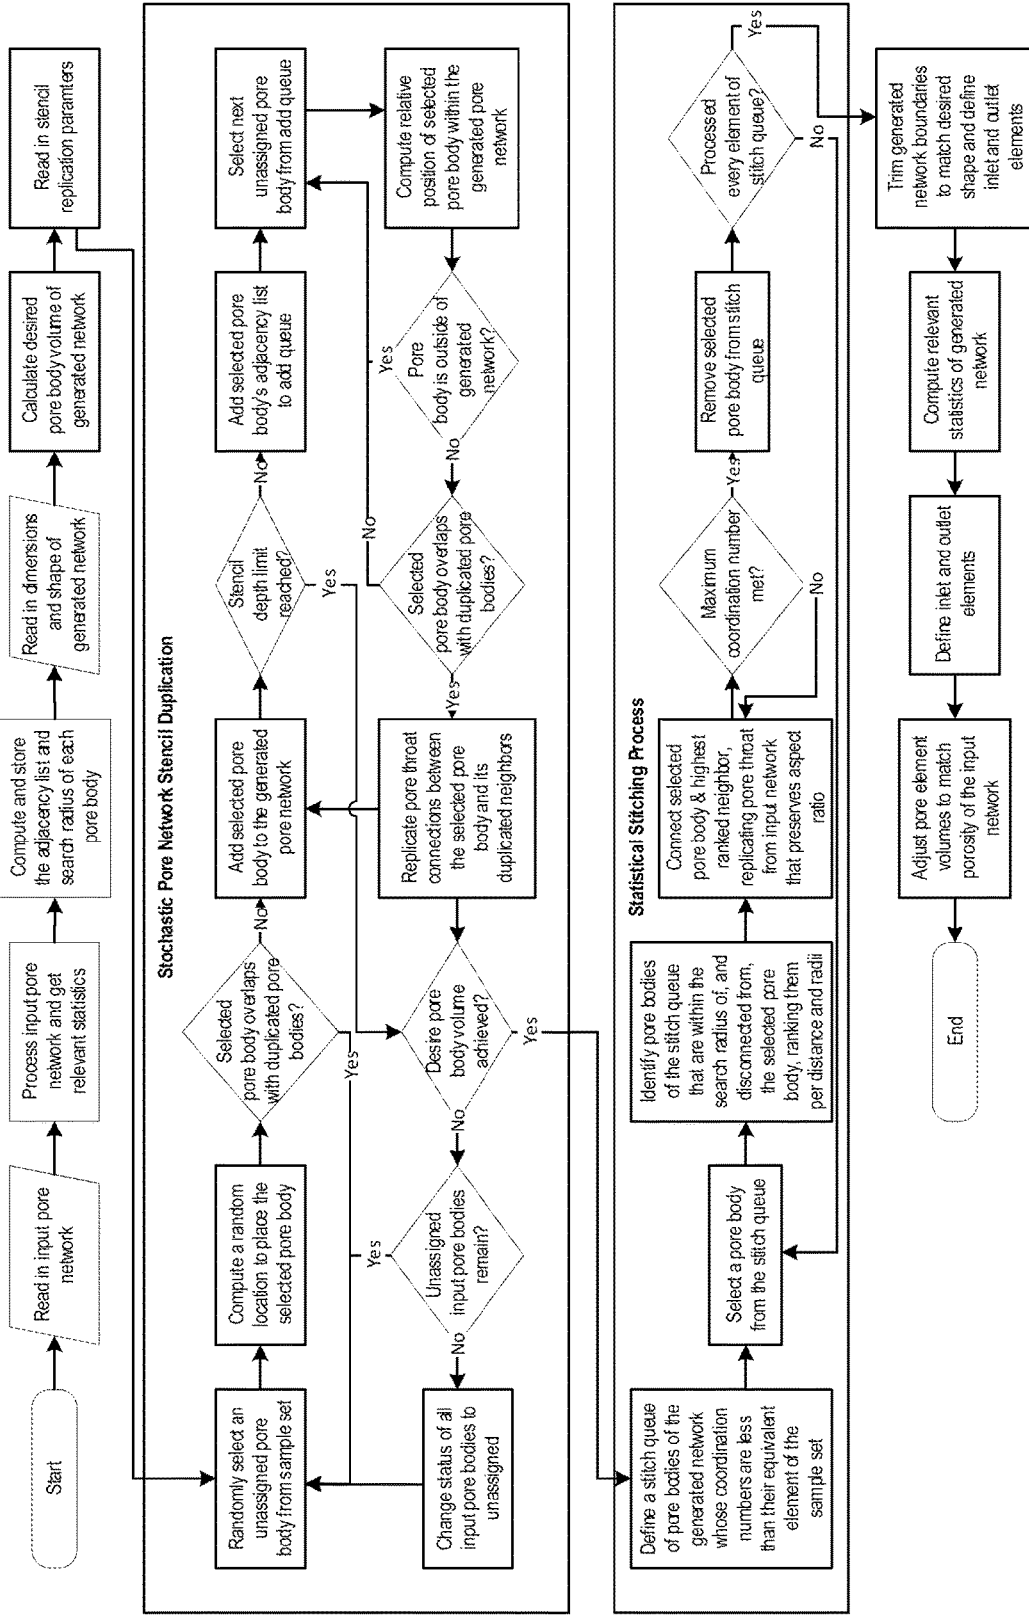 Start
Read in input pore
network
Process input pore
network and get
relevant statistics
Compute and store
the adjacency list and
search radius of each
pore body
Read in dimensions
and shape of
generated network
Calculate desired
pore body volume of
generated network
Read in stencil
replication paramters
Stochastic Pore Network Stencil Duplication
Randomly select an
unassigned pore
body from sample set
Compute a random
location to place the
selected pore body
Selected
pore body overlaps
with duplicated pore
bodies?
No
Yes
Add selected pore
body to the generated
pore network
Stencil
depth limit
reached?
No
Yes
Add selected pore
body's adjacency list
to add queue
Select next
unassigned pore
body from add queue
Compute relative
position of selected
pore body within the
generated pore
network
Pore
body is outside of
generated
network?
Yes
No
Selected
pore body overlaps
with duplicated pore
bodies?
No
Yes
Replicate pore throat
connections between
the selected pore
body and its
duplicated neighbors
Desire pore
body volume
achieved?
Yes
No
Unassigned
input pore bodies
remain?
Yes
No
Change status of all
input pore bodies to
unassigned
Statistical Stitching Process
Define a stitch queue
of pore bodies of the
generated network
whose coordination
numbers are less
than their equivalent
element of the
sample set
Select a pore body
from the stitch queue
Identify pore bodies
of the stitch queue
that are within the
search radius of, and
disconnected from,
the selected pore
body, ranking them
per distance and radii
Connect selected
pore body & highest
ranked neighbor,
replicating pore throat
from input network
that preserves aspect
ratio
Maximum
coordination number
met?
Yes
No
Remove selected
pore body from stitch
queue
Processed
every element of
stitch queue?
Yes
No
Trim generated
network boundaries
to match desired
shape and define
inlet and outlet
elements
Compute relevant
statistics of generated
network
Define inlet and outlet
elements
Adjust pore element
volumes to match
porosity of the input
network
End